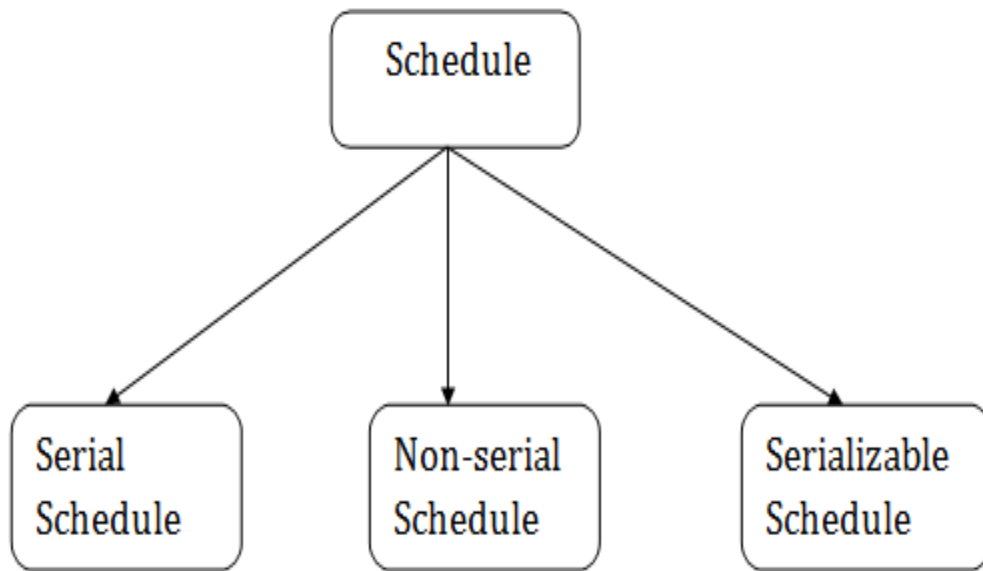 Schedule
Serial
Schedule
Non-serial
Schedule
Serializable
Schedule